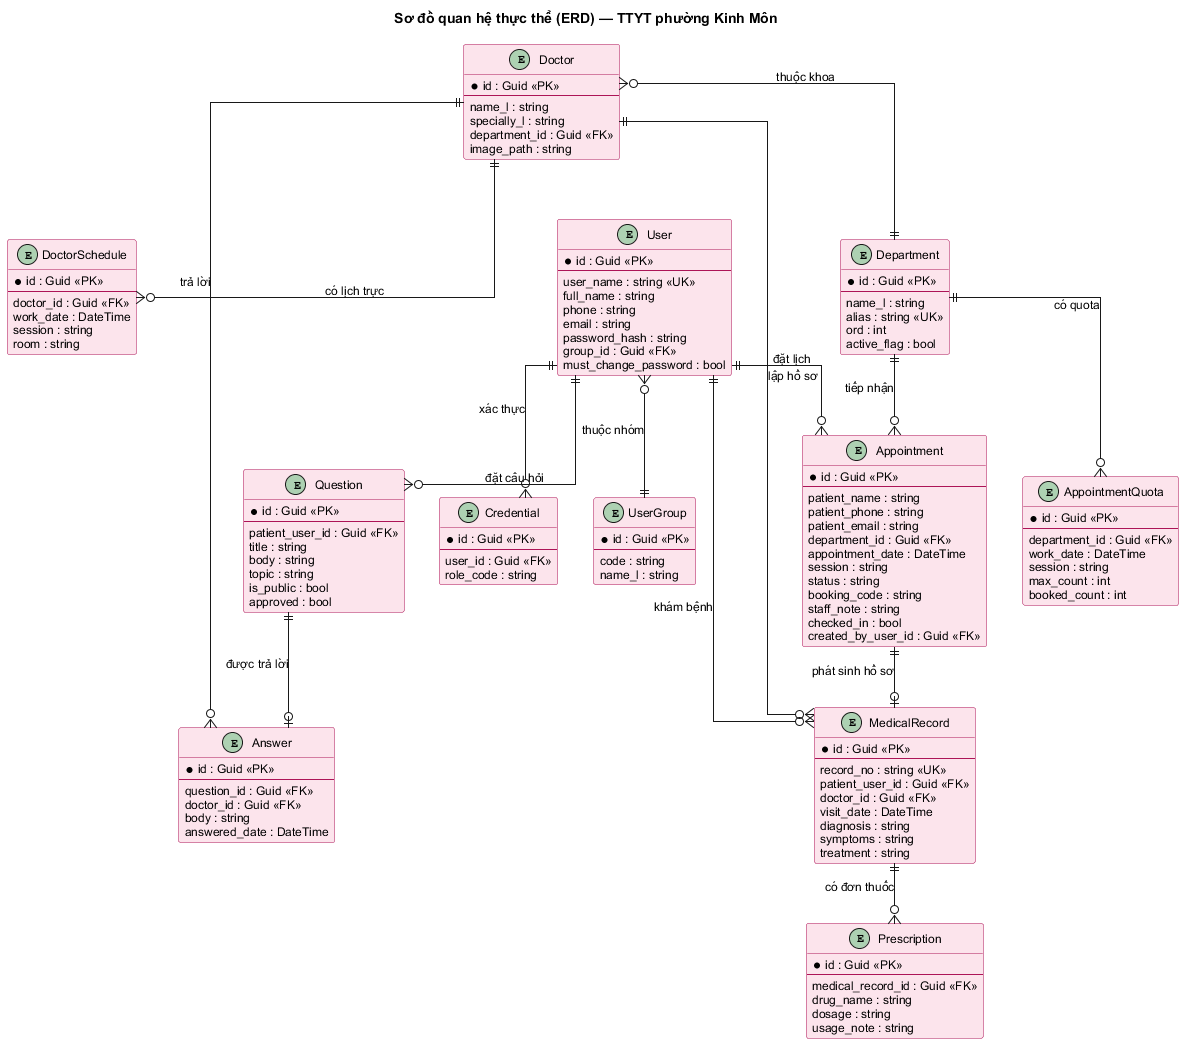 Sơ đồ quan hệ thực thể (ERD) — TTYT phường Kinh Môn
E Doctor
id : Guid «PK»
name_l : string
specially_l : string
department_id : Guid «FK»
image_path : string
thuộc khoa
E DoctorSchedule
id : Guid «PK»
doctor_id : Guid «FK»
work_date : DateTime
session : string
room : string
trả lời
có lịch trực
E User
id : Guid «PK»
user_name : string «UK»
full_name : string
phone : string
email : string
password_hash : string
group_id : Guid «FK»
must_change_password : bool
E Department
id : Guid «PK»
name_l : string
alias : string «UK»
ord : int
active_flag : bool
có quota
đặt lịch
lập hồ sơ
tiếp nhận
xác thực
thuộc nhóm
đặt câu hỏi
E Question
id : Guid «PK»
patient_user_id : Guid «FK»
title : string
body : string
topic : string
is_public : bool
approved : bool
E Credential
id : Guid «PK»
user_id : Guid «FK»
role_code : string
E UserGroup
id : Guid «PK»
code : string
name_l : string
E Appointment
id : Guid «PK»
patient_name : string
patient_phone : string
patient_email : string
department_id : Guid «FK»
appointment_date : DateTime
session : string
status : string
booking_code : string
staff_note : string
checked_in : bool
created_by_user_id : Guid «FK»
E AppointmentQuota
id : Guid «PK»
department_id : Guid «FK»
work_date : DateTime
session : string
max_count : int
booked_count : int
khám bệnh
được trả lời
phát sinh hồ sơ
E Answer
id : Guid «PK»
question_id : Guid «FK»
doctor_id : Guid «FK»
body : string
answered_date : DateTime
E MedicalRecord
id : Guid «PK»
record_no : string «UK»
patient_user_id : Guid «FK»
doctor_id : Guid «FK»
visit_date : DateTime
diagnosis : string
symptoms : string
treatment : string
có đơn thuốc
E Prescription
id : Guid «PK»
medical_record_id : Guid «FK»
drug_name : string
dosage : string
usage_note : string